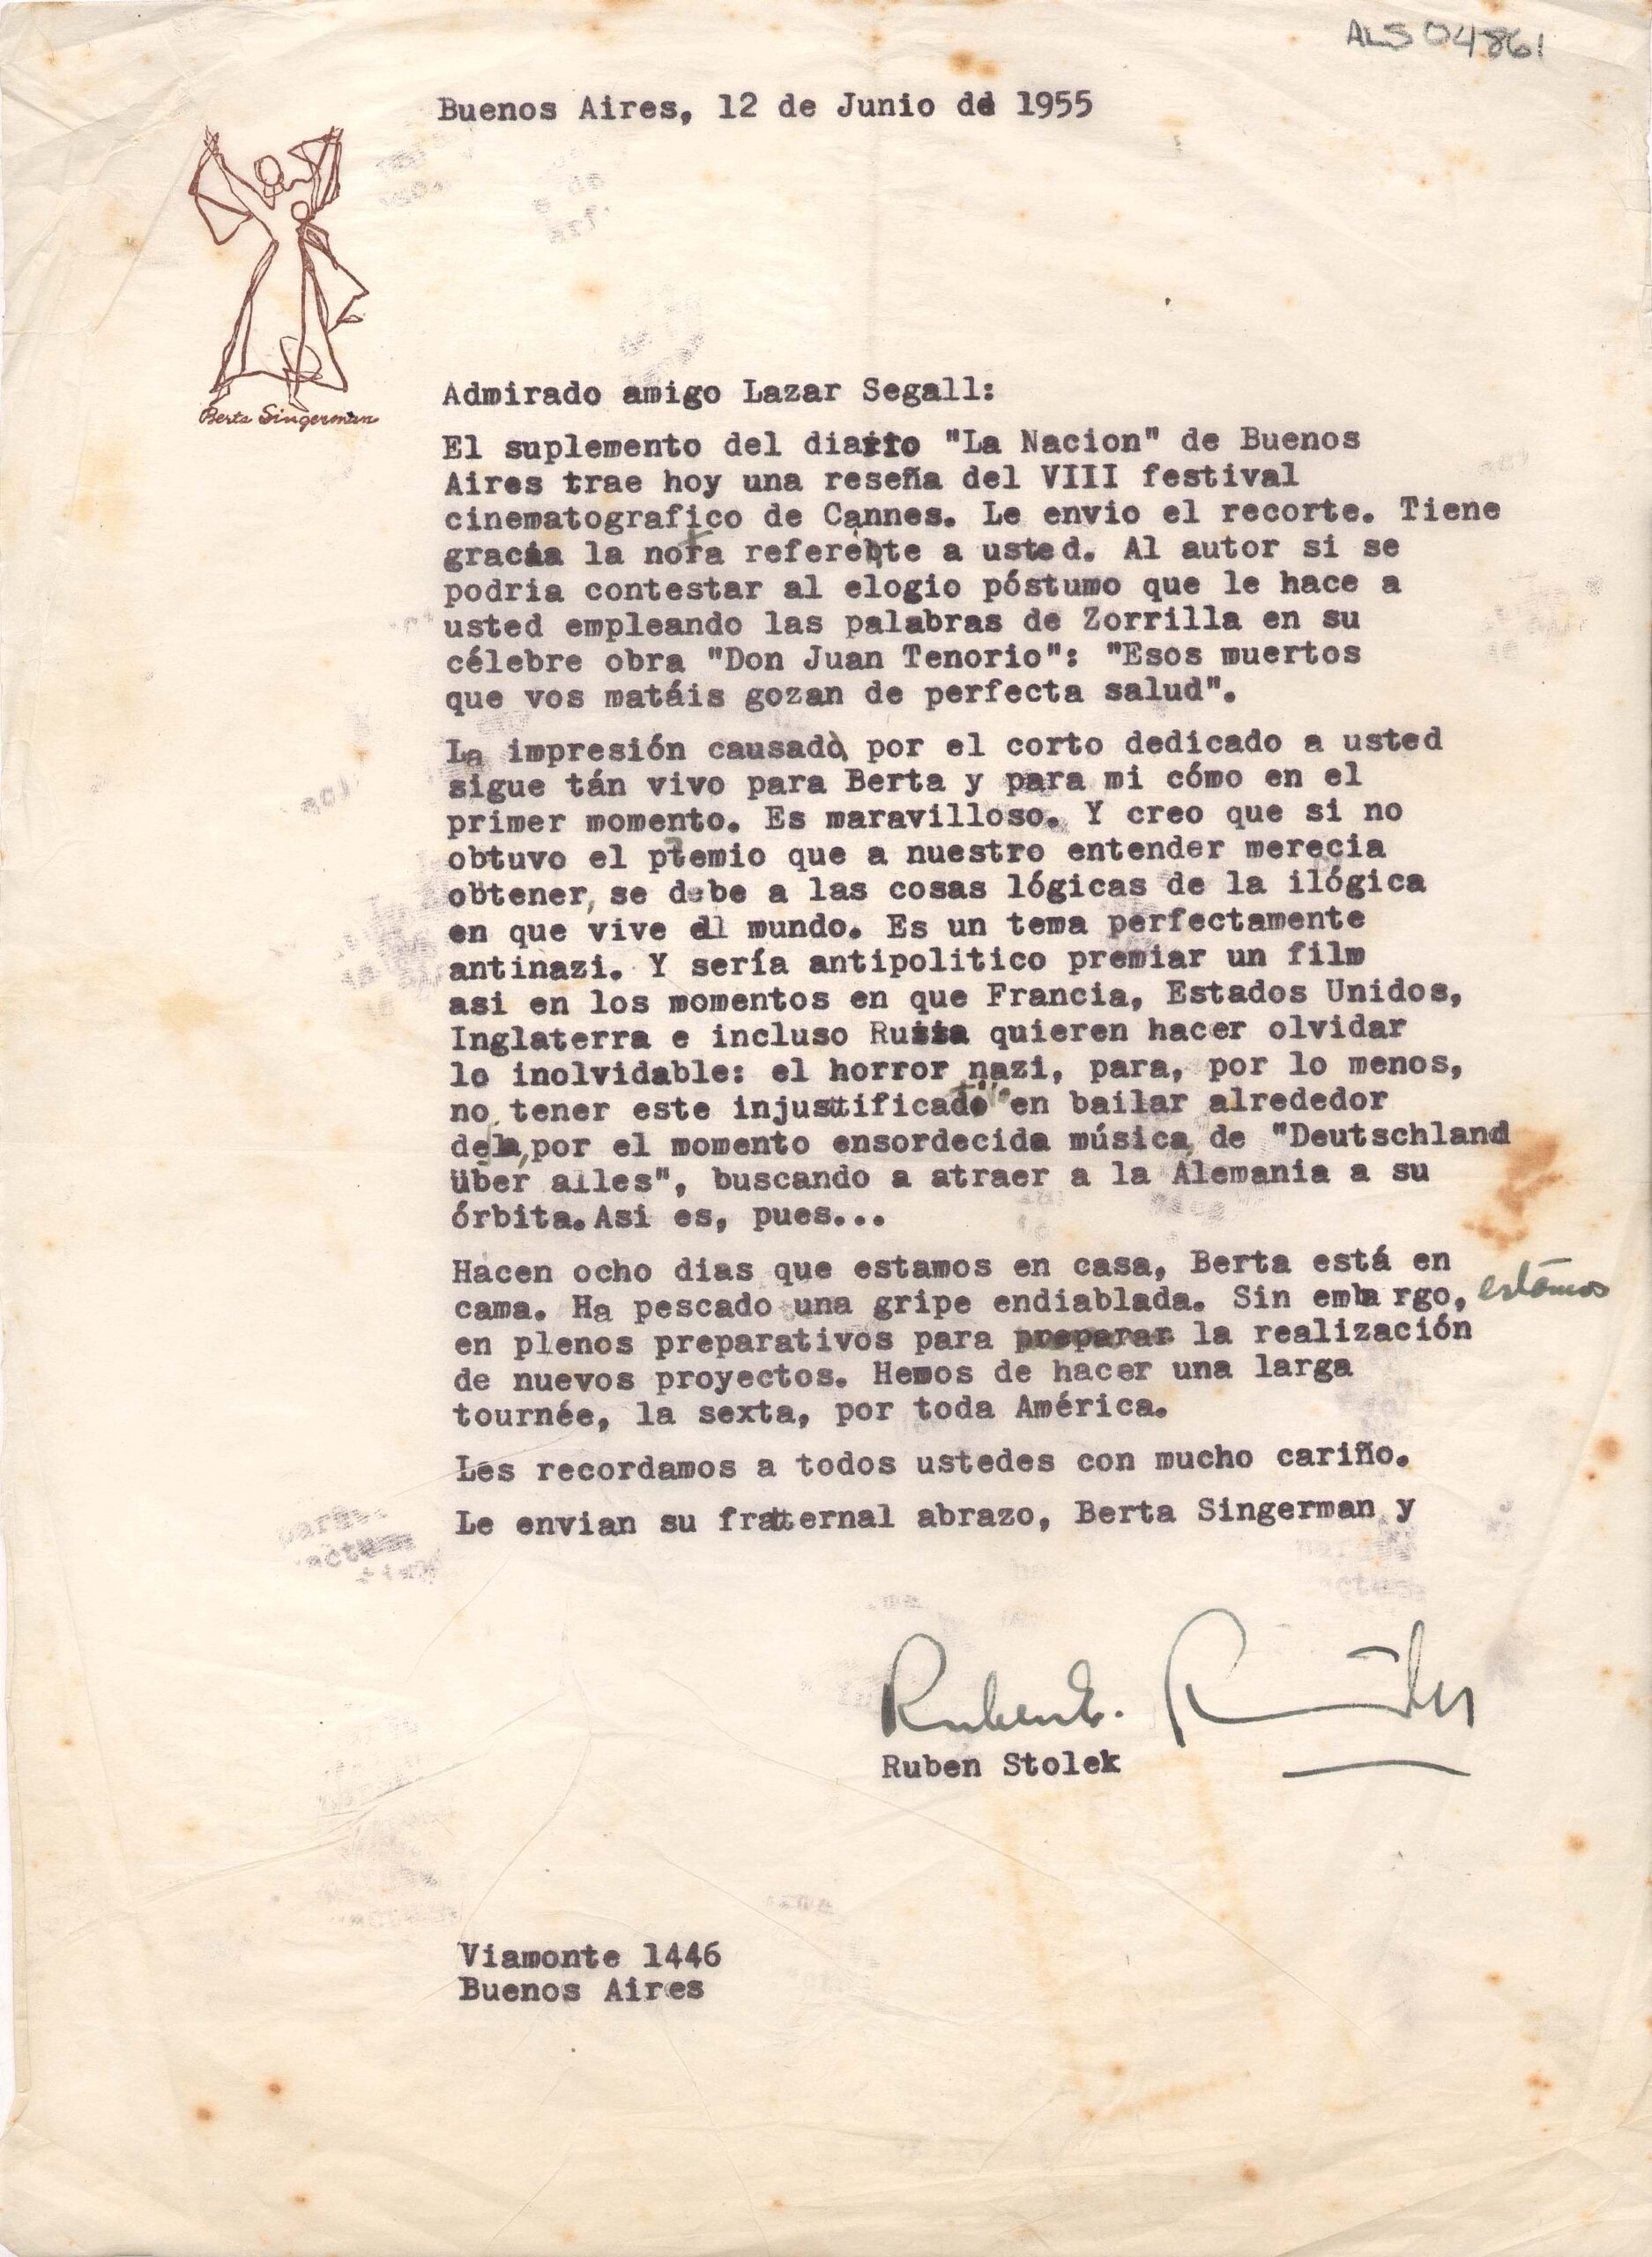 ALS 04861
Buenos Aires, 12 de Junio de 1955
Berta Singerman
Admirado amigo Lazar Segall:
El suplemento del diario "La Nacion" de Buenos
Aires trae hoy una reseña del VIII festival
cinematografico de Cannes. Le envio el recorte. Tiene
gracia la nota referente a usted. Al autor si se
podria contestar al elogio póstumo que le hace a
usted empleando las palabras de Zorrilla en su
célebre obra "Don Juan Tenorio": "Esos muertos
que vos matáis gozan de perfecta salud".
La impresión causado por el corto dedicado a usted
sigue tán vivo para Berta y para mi cómo en el
primer momento. Es maravilloso. Y creo que si no
obtuvo el premio que a nuestro entender merecia
obtener, se debe a las cosas lógicas de la ilógica
en que vive el mundo. Es un tema perfectamente
antinazi. Y sería antipolitico premiar un film
asi en los momentos en que Francia, Estados Unidos,
Inglaterra e incluso Rusia quieren hacer olvidar
lo inolvidable: el horror nazi, para, por lo menos,
no tener este injustificado en bailar alrededor
de la, por el momento ensordecida música, de "Deutschland
über alles", buscando a atraer a la Alemania a su
órbita. Asi es, pues...
Hacen ocho dias que estamos en casa, Berta está en
cama. Ha pescado una gripe endiablada. Sin embargo, estámos
en plenos preparativos para preparar la realización
de nuevos proyectos. Hemos de hacer una larga
tournée, la sexta, por toda América.
Les recordamos a todos ustedes con mucho cariño.
Le envian su fraternal abrazo, Berta Singerman y
Ruben Stolek
Viamonte 1446
Buenos Aires